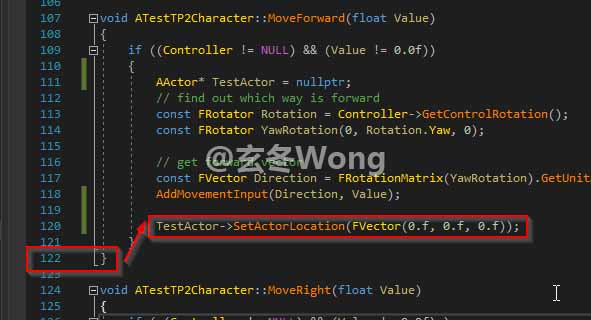 106
107 void ATestTP2Character::MoveForward(float Value)
108 {
109 if ((Controller != NULL) && (Value != 0.0f))
110 {
111 AActor* TestActor = nullptr;
112 // find out which way is forward
113 const FRotator Rotation = Controller->GetControlRotation();
114 const FRotator YawRotation(0, Rotation.Yaw, 0);
115
116 // get forward vector
117 const FVector Direction = FRotationMatrix(YawRotation).GetUnit
118 AddMovementInput(Direction, Value);
119
120 TestActor->SetActorLocation(FVector(0.f, 0.f, 0.f));
121 }
122 }
123
124 void ATestTP2Character::MoveRight(float Value)
125 {
@玄冬Wong